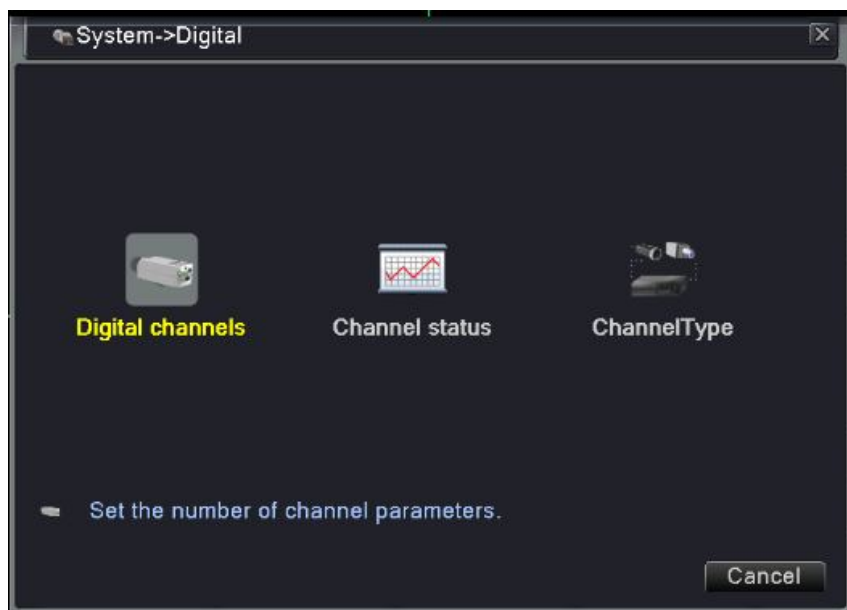 System->Digital
Digital channels
Channel status
ChannelType
Set the number of channel parameters.
Cancel